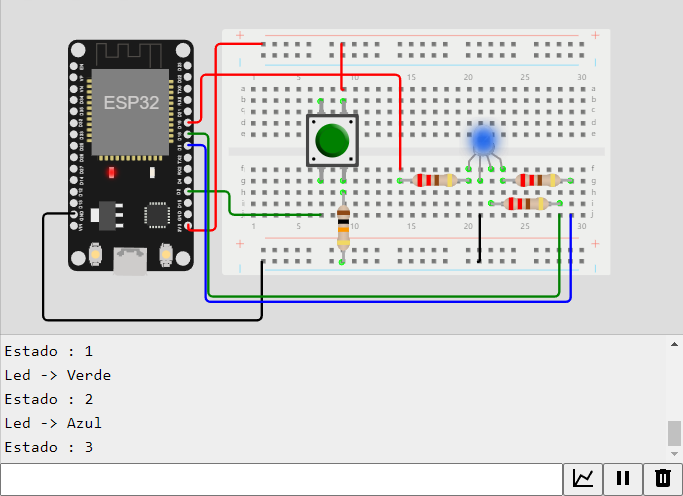 ESP32
1 5 10 15 20 25 30
a a
b b
c c
d d
e e
f f
g g
h h
i i
j j
1 5 10 15 20 25 30
Estado : 1
Led -> Verde
Estado : 2
Led -> Azul
Estado : 3